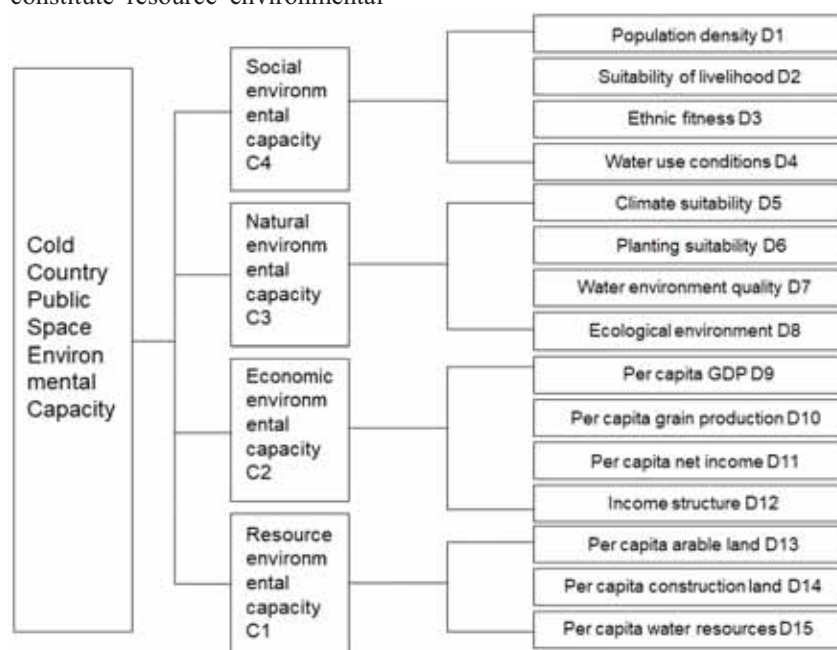 constitute resource environmental
Cold
Country
Public
Space
Environ
mental
Capacity
Social
environm
ental
capacity
C4
Natural
environm
ental
capacity
C3
Economic
environm
ental
capacity
C2
Resource
environm
ental
capacity
C1
Population density D1
Suitability of livelihood D2
Ethnic fitness D3
Water use conditions D4
Climate suitability D5
Planting suitability D6
Water environment quality D7
Ecological environment D8
Per capita GDP D9
Per capita grain production D10
Per capita net income D11
Income structure D12
Per capita arable land D13
Per capita construction land D14
Per capita water resources D15